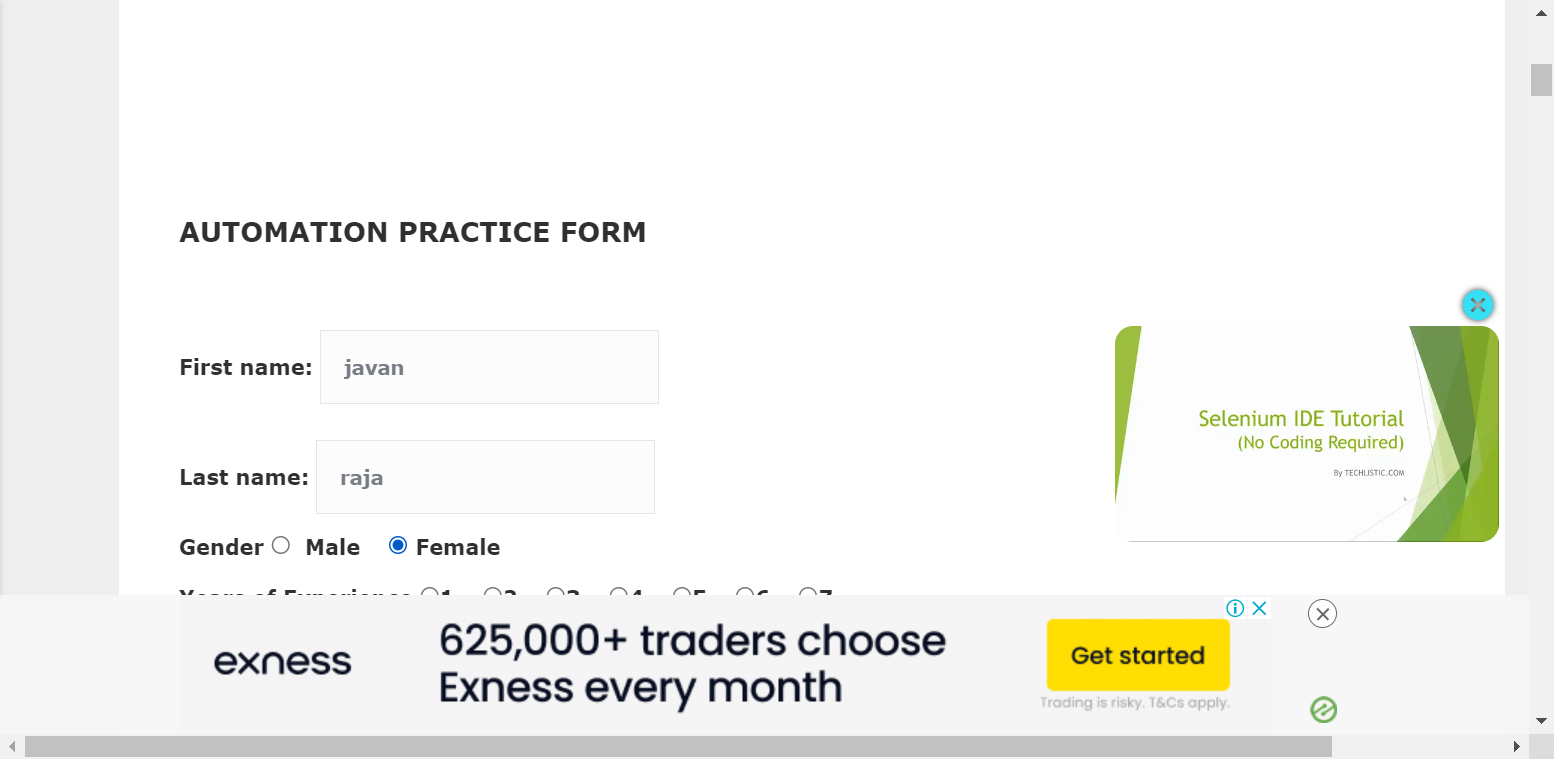 AUTOMATION PRACTICE FORM
First name: javan
Selenium IDE Tutorial
(No Coding Required)
By TECHLISTIC.COM
Last name: raja
Gender Male Female
Years of Experience 1 2 3 4 5 6 7
exness
625,000+ traders choose
Exness every month
Get started
Trading is risky. T&Cs apply.